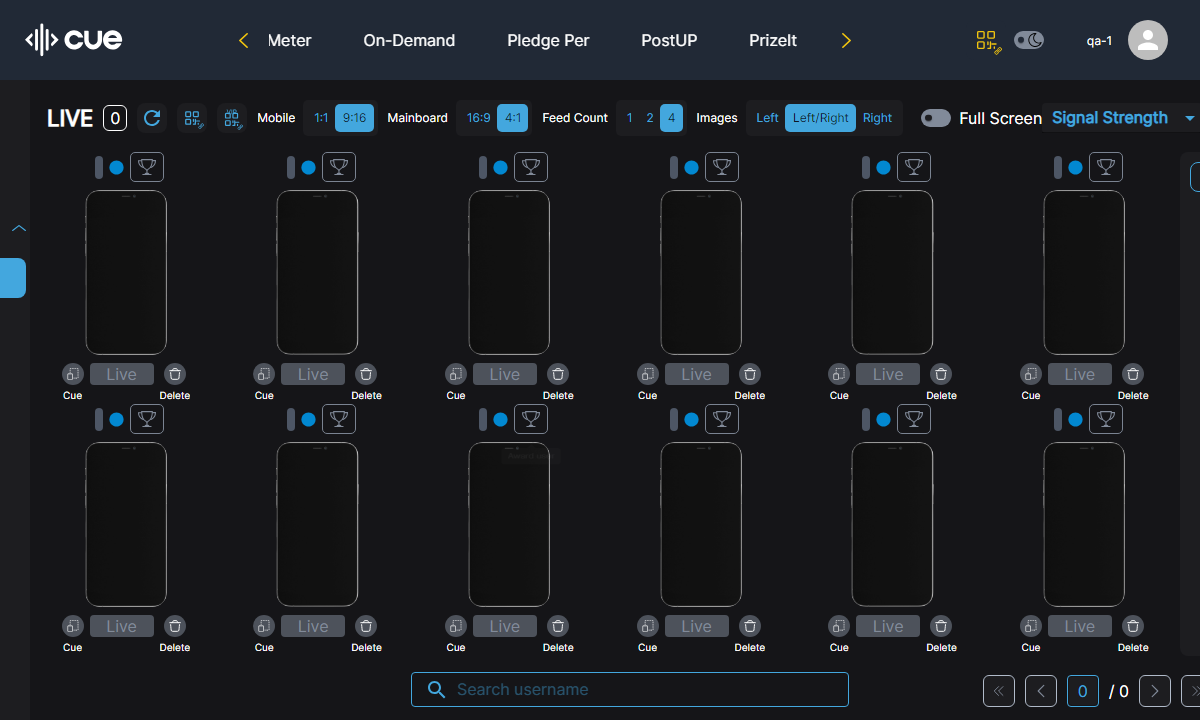 cue
Meter On-Demand Pledge Per PostUP PrizeIt
qa-1
LIVE 0 Mobile 1:1 9:16 Mainboard 16:9 4:1 Feed Count 1 2 4 Images Left Left/Right Right Full Screen Signal Strength
Live Live Live Live Live Live
Cue Delete Cue Delete Cue Delete Cue Delete Cue Delete Cue Delete
Live Live Live Live Live Live
Cue Delete Cue Delete Cue Delete Cue Delete Cue Delete Cue Delete
Search username
0 / 0